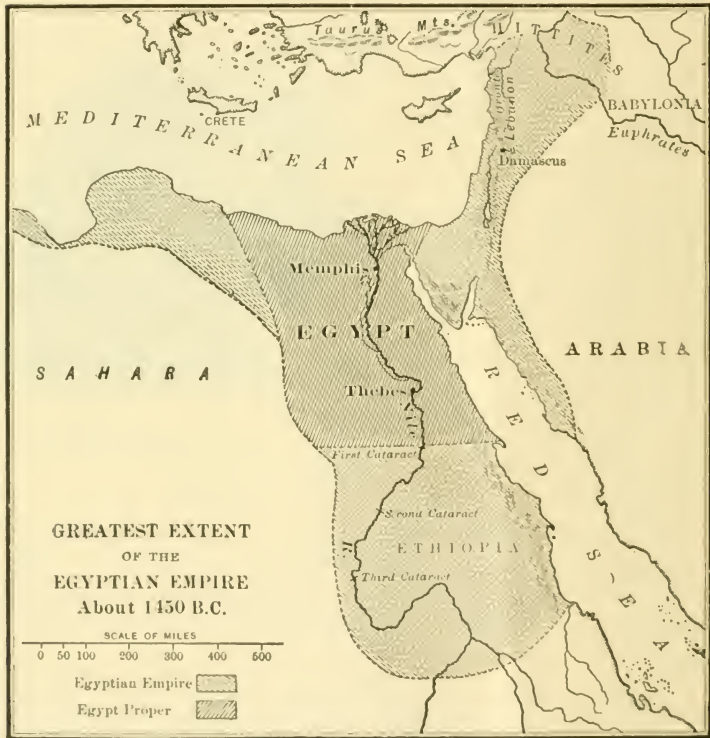 Taurus Mts.
HITTITES
CRETE
MEDITERRANEAN SEA
Orontes
Lebanon
BABYLONIA
Euphrates
Damascus
Memphis
EGYPT
SAHARA
ARABIA
Thebes
Nile
RED SEA
First Cataract
Second Cataract
ETHIOPIA
R.
Third Cataract
GREATEST EXTENT
OF THE
EGYPTIAN EMPIRE
About 1450 B.C.
SCALE OF MILES
0 50 100 200 300 400 500
Egyptian Empire
Egypt Proper